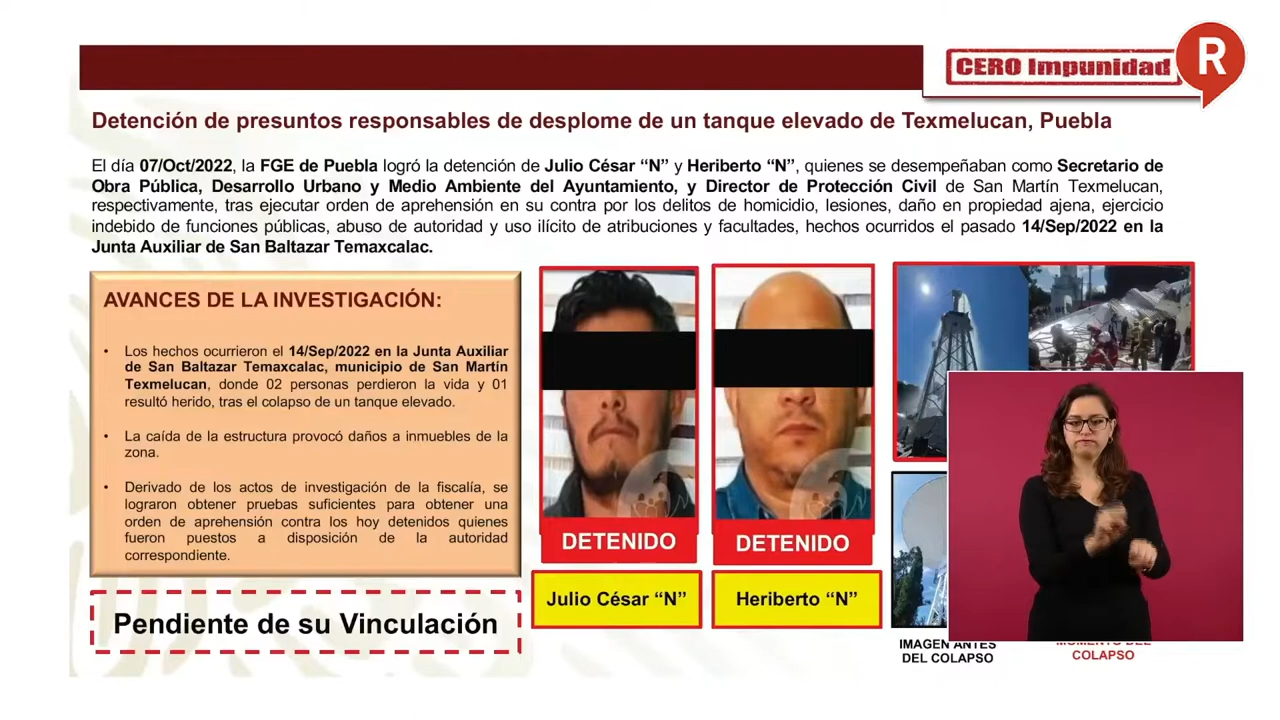 CERO Impunidad
R
Detención de presuntos responsables de desplome de un tanque elevado de Texmelucan, Puebla
El día 07/Oct/2022, la FGE de Puebla logró la detención de Julio César “N” y Heriberto “N”, quienes se desempeñaban como Secretario de
Obra Pública, Desarrollo Urbano y Medio Ambiente del Ayuntamiento, y Director de Protección Civil de San Martín Texmelucan,
respectivamente, tras ejecutar orden de aprehensión en su contra por los delitos de homicidio, lesiones, daño en propiedad ajena, ejercicio
indebido de funciones públicas, abuso de autoridad y uso ilícito de atribuciones y facultades, hechos ocurridos el pasado 14/Sep/2022 en la
Junta Auxiliar de San Baltazar Temaxcalac.
AVANCES DE LA INVESTIGACIÓN:
• Los hechos ocurrieron el 14/Sep/2022 en la Junta Auxiliar
de San Baltazar Temaxcalac, municipio de San Martín
Texmelucan, donde 02 personas perdieron la vida y 01
resultó herido, tras el colapso de un tanque elevado.
• La caída de la estructura provocó daños a inmuebles de la
zona.
• Derivado de los actos de investigación de la fiscalía, se
lograron obtener pruebas suficientes para obtener una
orden de aprehensión contra los hoy detenidos quienes
fueron puestos a disposición de la autoridad
correspondiente.
Pendiente de su Vinculación
DETENIDO
DETENIDO
Julio César “N”
Heriberto “N”
IMAGEN ANTES
DEL COLAPSO
MOMENTO DEL
COLAPSO